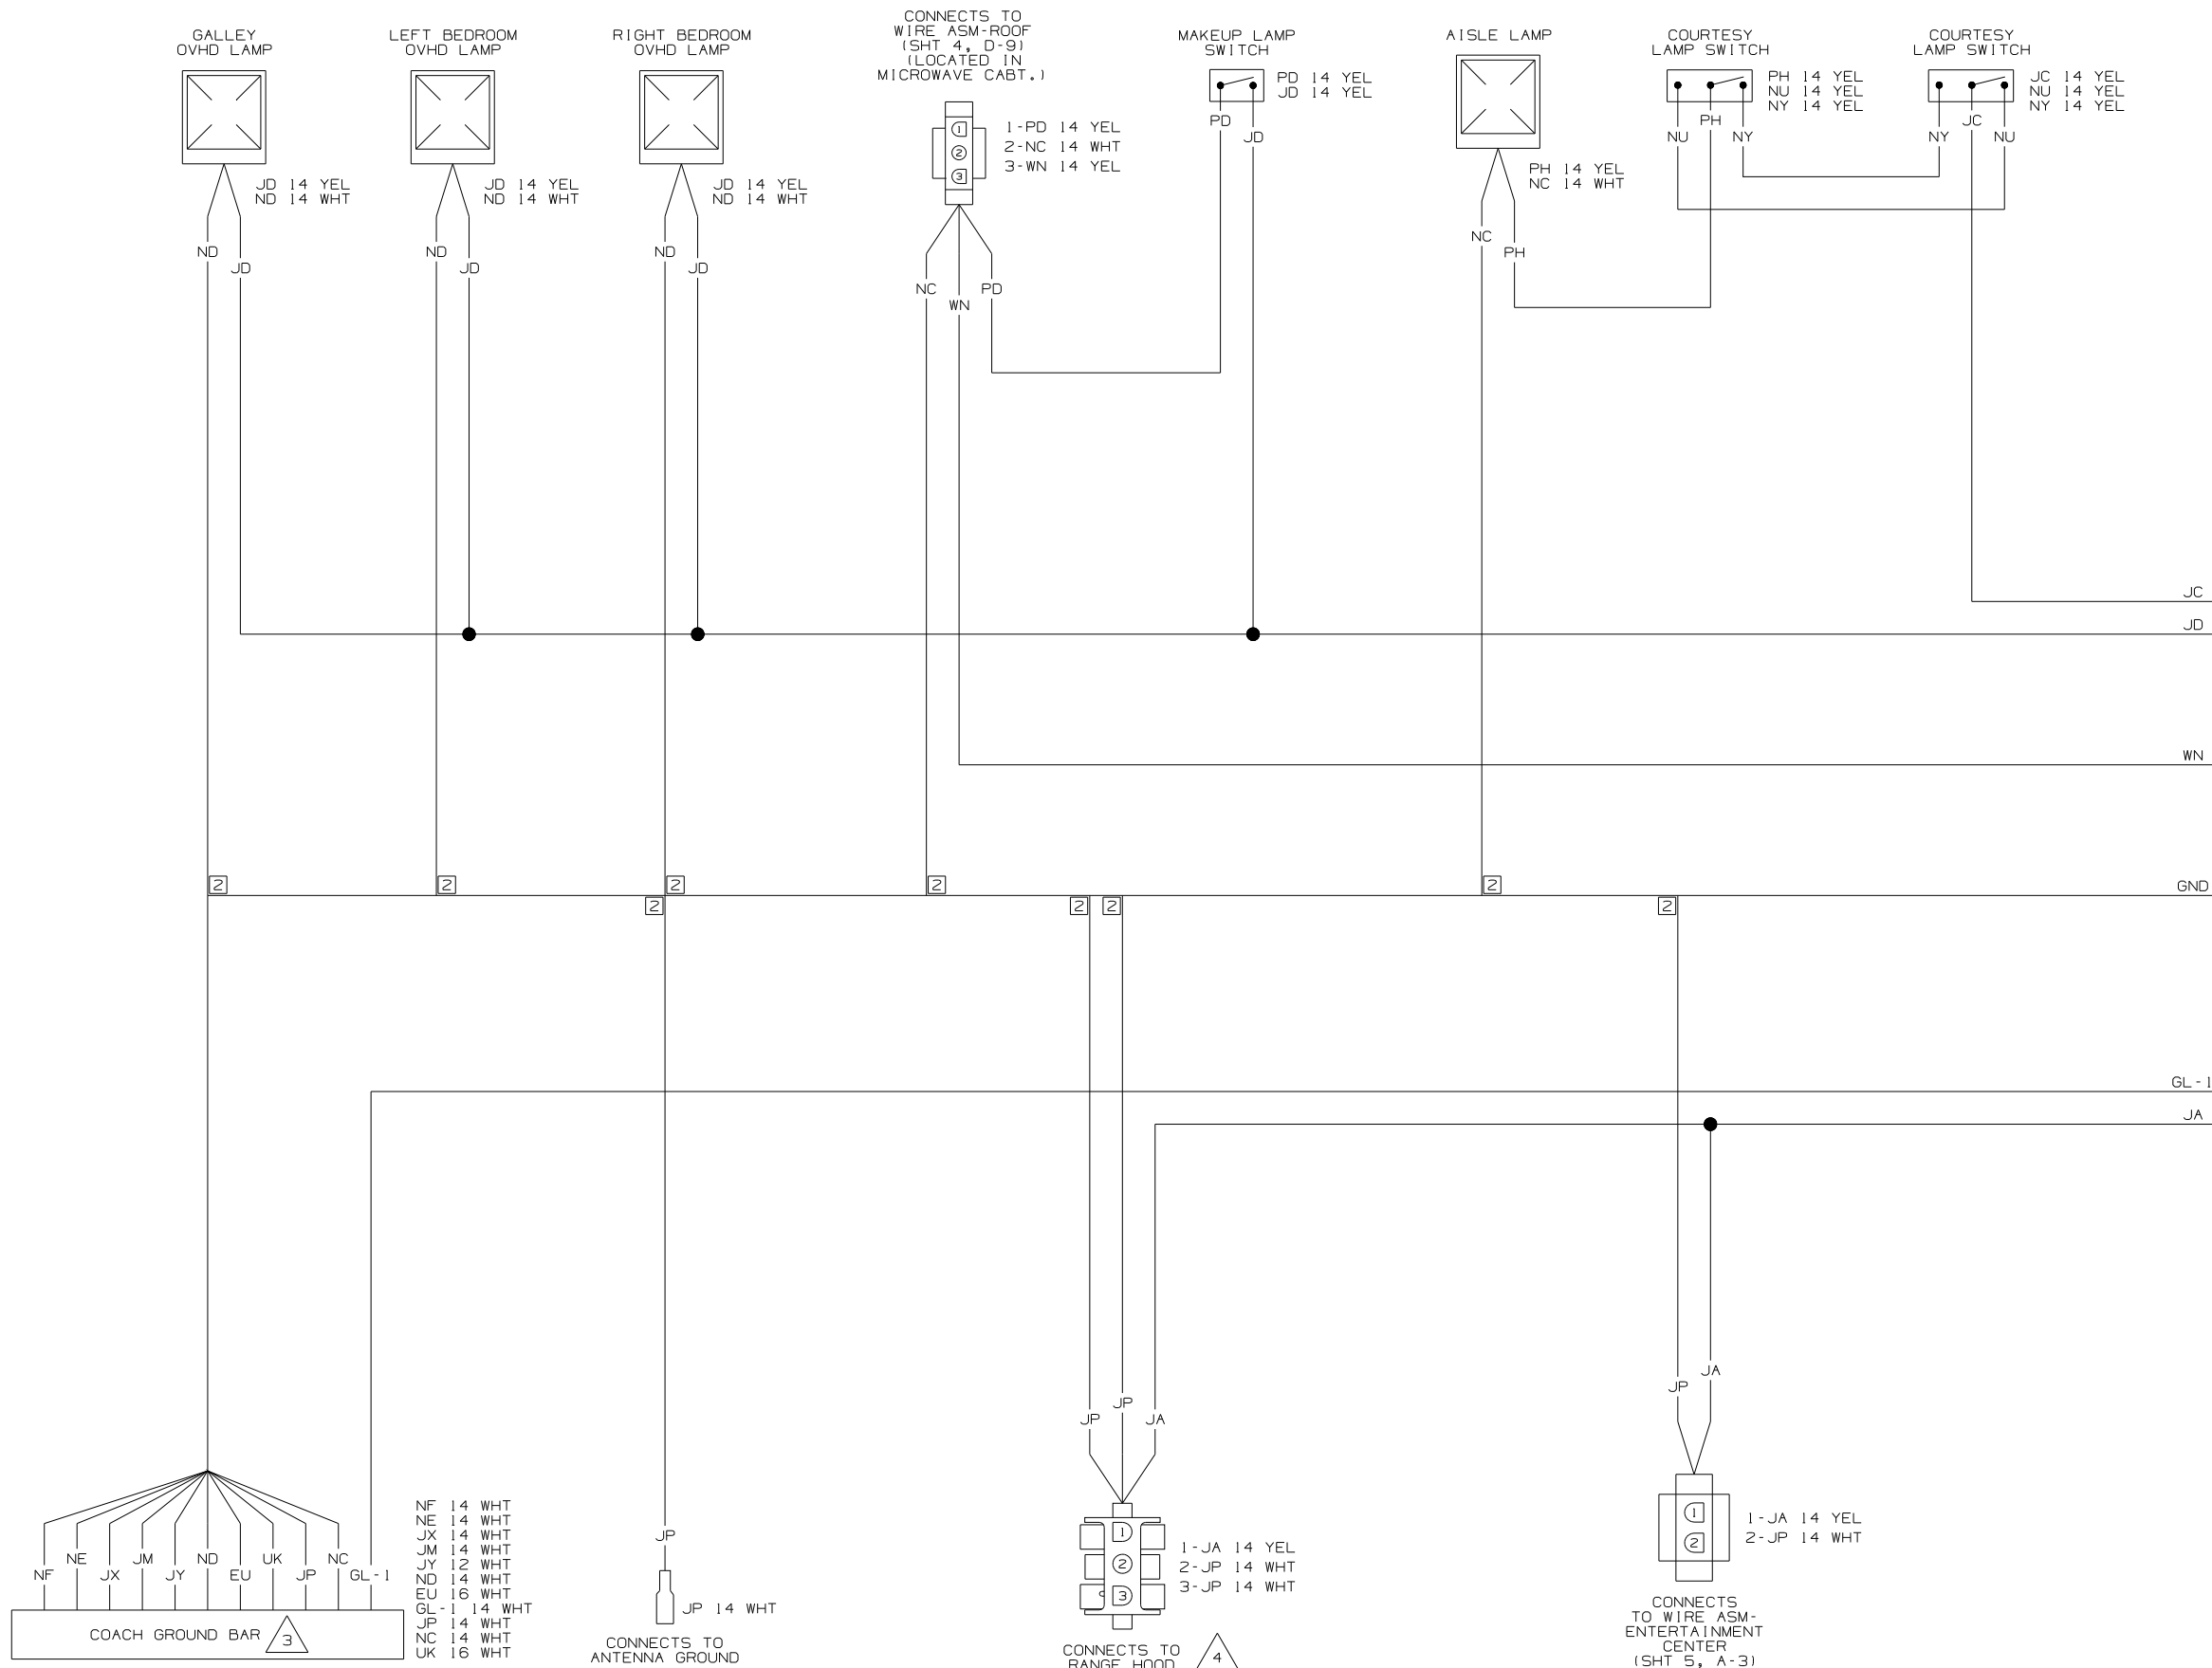 GALLEY
OVHD LAMP
LEFT BEDROOM
OVHD LAMP
RIGHT BEDROOM
OVHD LAMP
CONNECTS TO
WIRE ASM-ROOF
(SHT 4, D-9)
(LOCATED IN
MICROWAVE CABT.)
MAKEUP LAMP
SWITCH
AISLE LAMP
COURTESY
LAMP SWITCH
COURTESY
LAMP SWITCH
JD 14 YEL
ND 14 WHT
JD 14 YEL
ND 14 WHT
JD 14 YEL
ND 14 WHT
1
2
3
1-PD 14 YEL
2-NC 14 WHT
3-WN 14 YEL
PD 14 YEL
JD 14 YEL
PH 14 YEL
NC 14 WHT
PH 14 YEL
NU 14 YEL
NY 14 YEL
JC 14 YEL
NU 14 YEL
NY 14 YEL
PD
JD
NU
PH
NY
NY
JC
NU
ND
JD
ND
JD
ND
JD
NC
WN
PD
NC
PH
JC
JD
WN
2
2
2
2
2
GND
2
2
2
2
GL-1
JA
JP
JA
JP
JP
JA
JP
NF
NE
JX
JM
JY
ND
EU
UK
JP
NC
GL-1
COACH GROUND BAR
3
NF 14 WHT
NE 14 WHT
JX 14 WHT
JM 14 WHT
JY 12 WHT
ND 14 WHT
EU 16 WHT
GL-1 14 WHT
JP 14 WHT
NC 14 WHT
UK 16 WHT
JP 14 WHT
CONNECTS TO
ANTENNA GROUND
1
2
3
1-JA 14 YEL
2-JP 14 WHT
3-JP 14 WHT
CONNECTS TO
RANGE HOOD
4
1
2
1-JA 14 YEL
2-JP 14 WHT
CONNECTS
TO WIRE ASM-
ENTERTAINMENT
CENTER
(SHT 5, A-3)